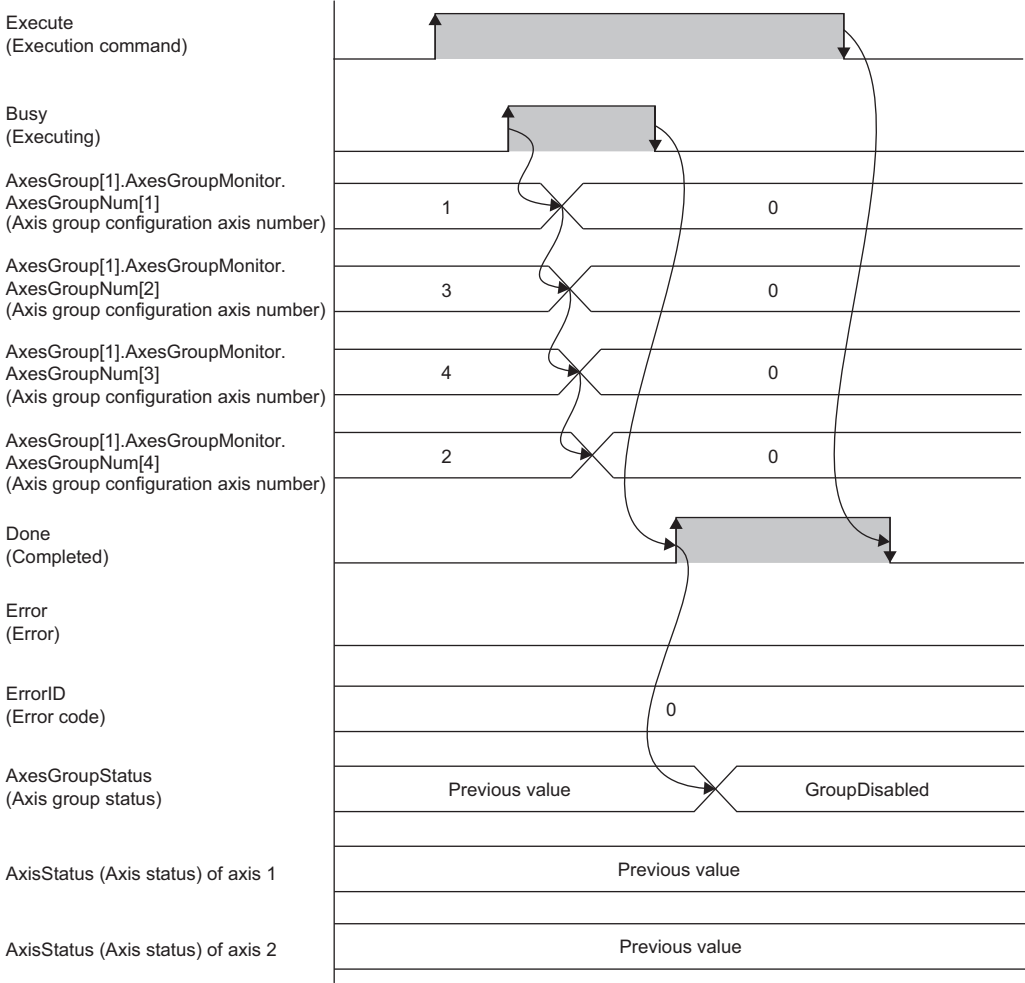 Execute
(Execution command)
Busy
(Executing)
AxesGroup[1].AxesGroupMonitor.
AxesGroupNum[1]
(Axis group configuration axis number)
1
0
AxesGroup[1].AxesGroupMonitor.
AxesGroupNum[2]
(Axis group configuration axis number)
3
0
AxesGroup[1].AxesGroupMonitor.
AxesGroupNum[3]
(Axis group configuration axis number)
4
0
AxesGroup[1].AxesGroupMonitor.
AxesGroupNum[4]
(Axis group configuration axis number)
2
0
Done
(Completed)
Error
(Error)
ErrorID
(Error code)
0
AxesGroupStatus
(Axis group status)
Previous value
GroupDisabled
AxisStatus (Axis status) of axis 1
Previous value
AxisStatus (Axis status) of axis 2
Previous value